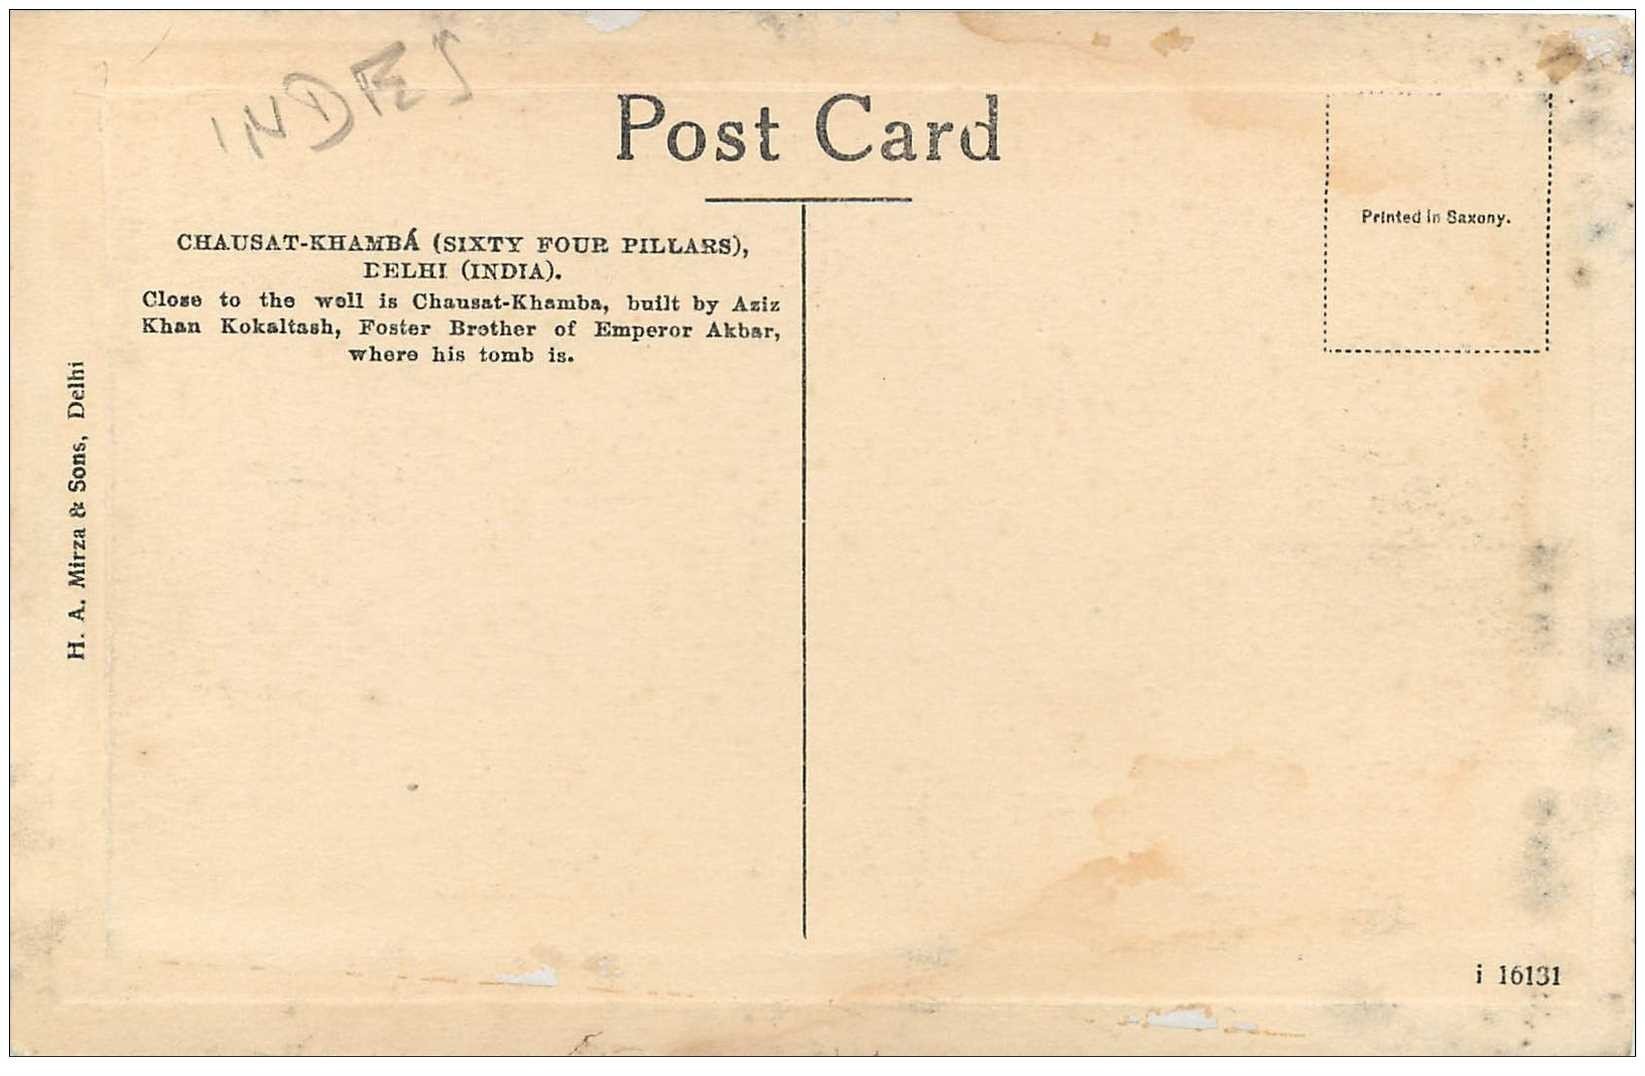 INDES
Post Card
CHAUSAT-KHAMBÁ (SIXTY FOUR PILLARS),
DELHI (INDIA).
Close to the well is Chausat-Khamba, built by Aziz
Khan Kokaltash, Foster Brother of Emperor Akbar,
where his tomb is.
Printed in Saxony.
H. A. Mirza & Sons, Delhi
i 16131